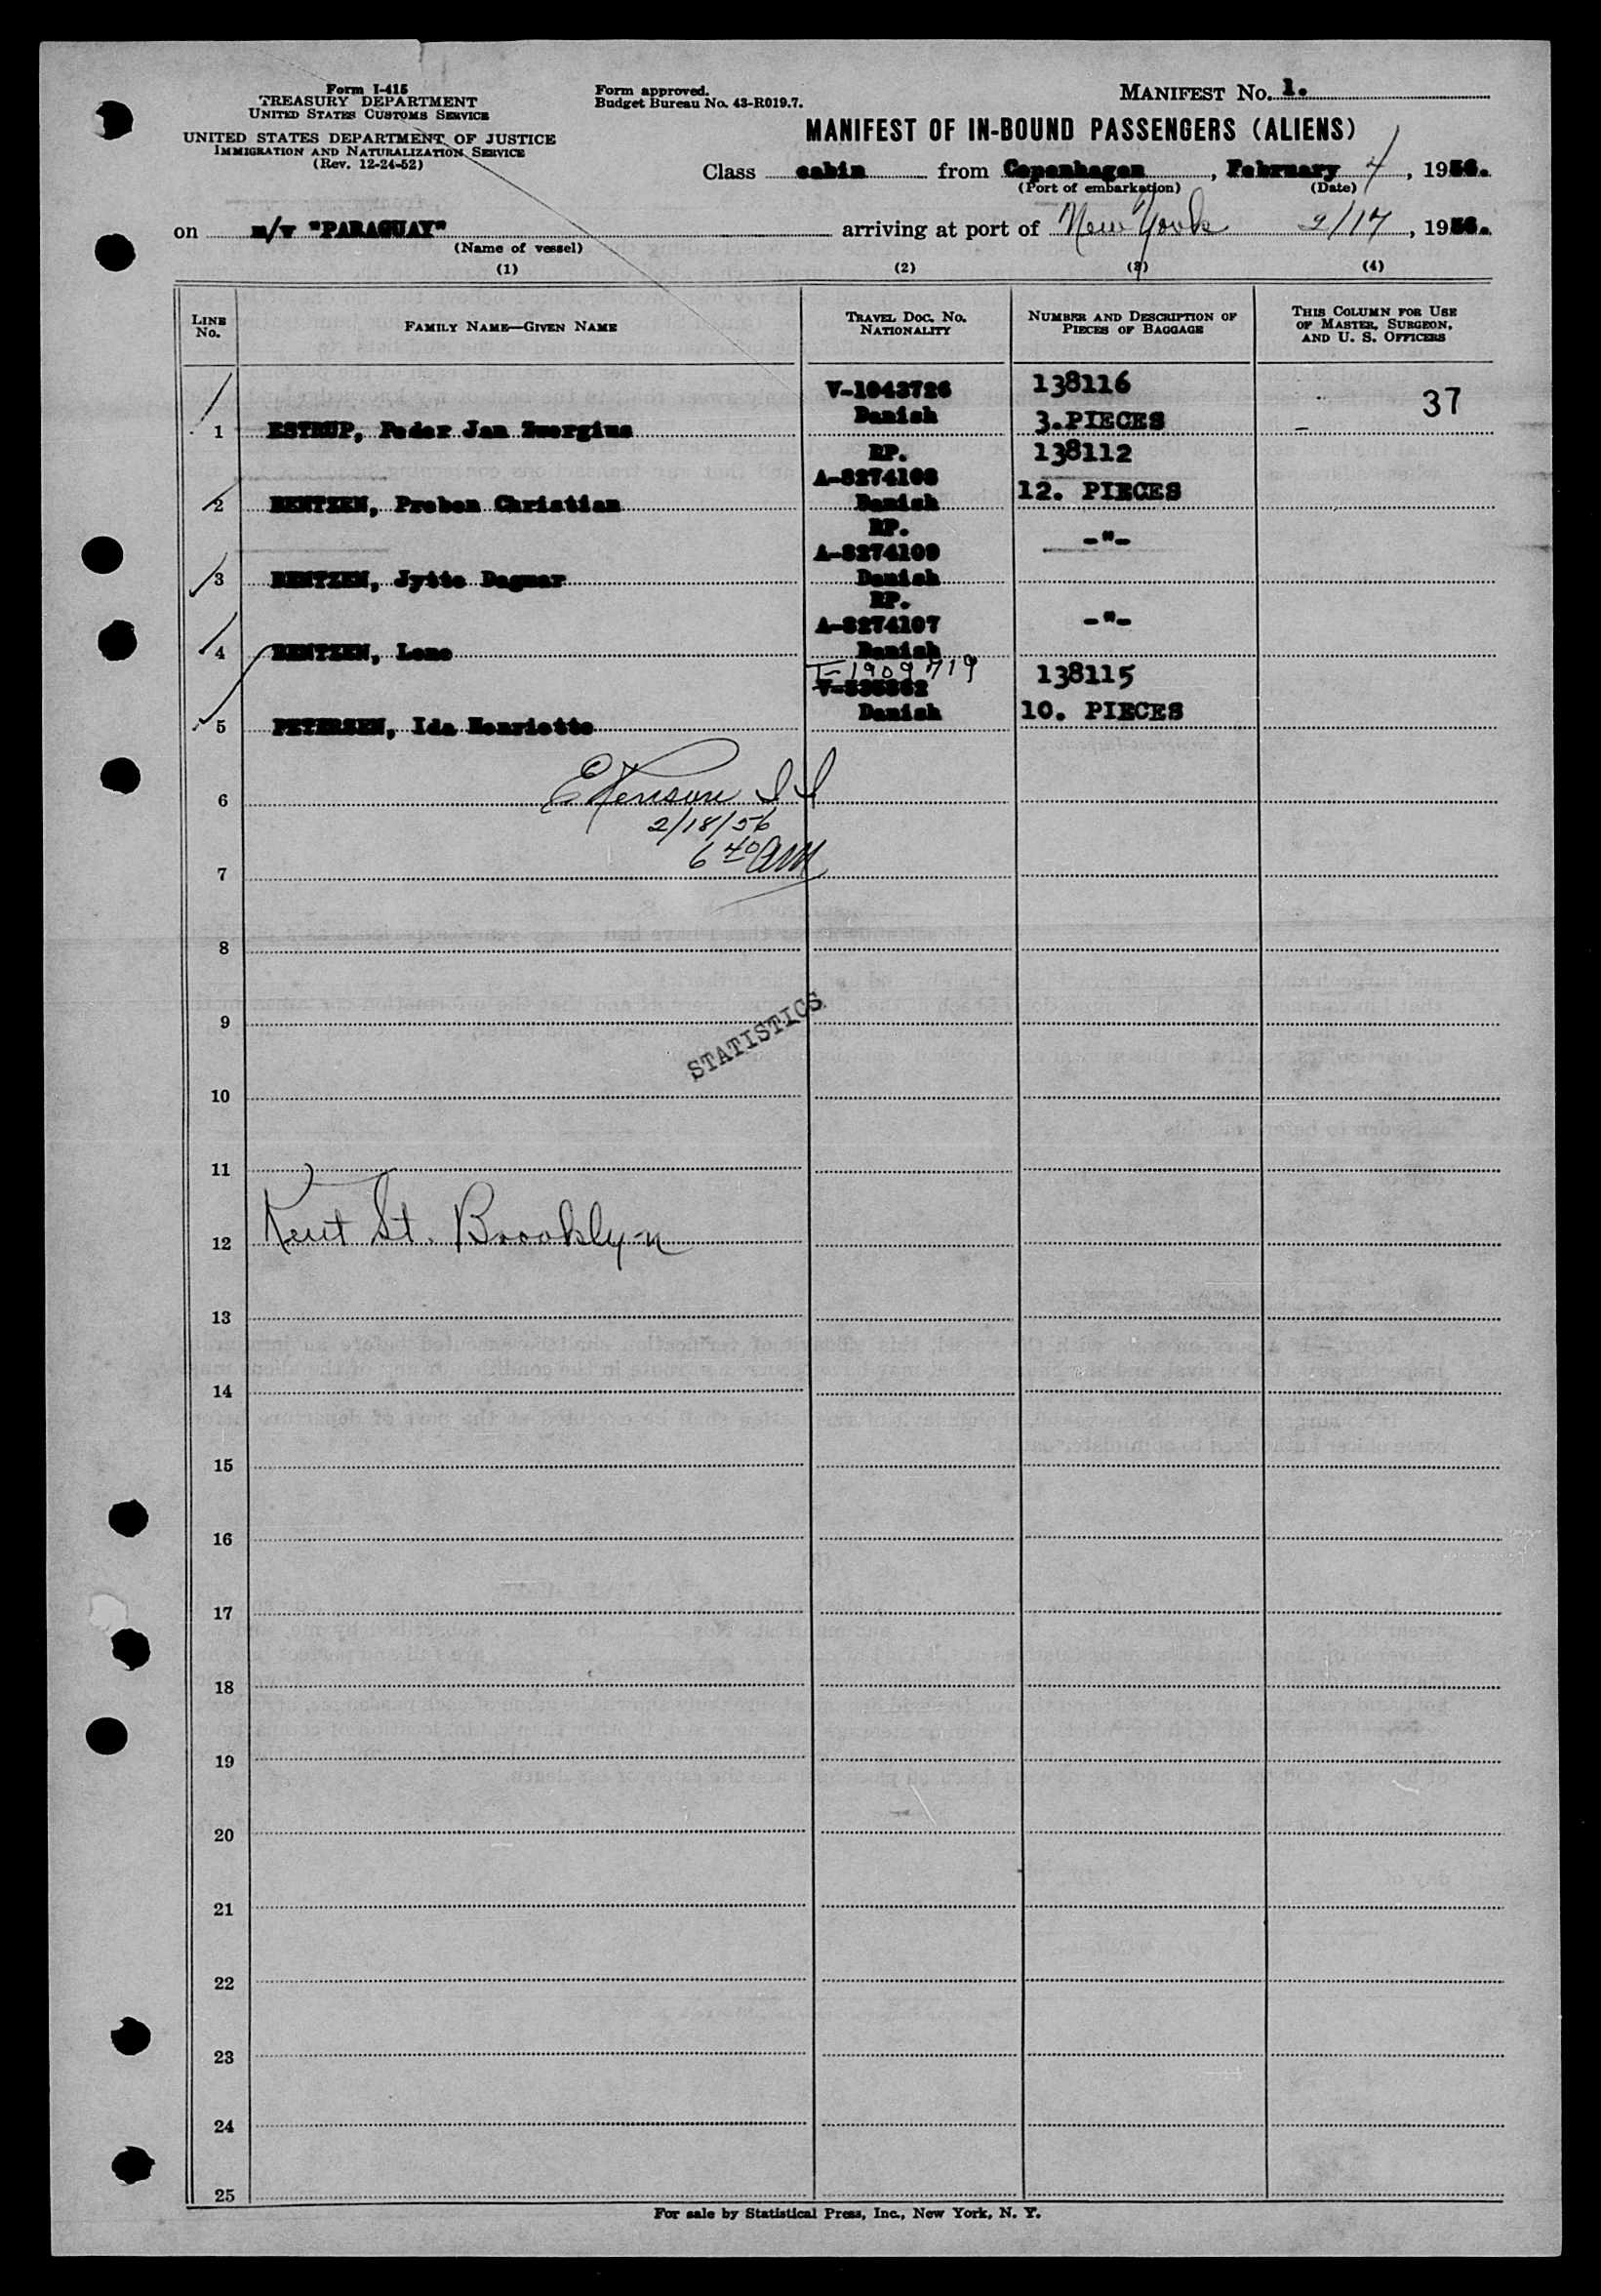 Form I-415
TREASURY DEPARTMENT
UNITED STATES CUSTOMS SERVICE
UNITED STATES DEPARTMENT OF JUSTICE
IMMIGRATION AND NATURALIZATION SERVICE
(Rev. 12-24-52)
Form approved.
Budget Bureau No. 43-R019.7.
MANIFEST No. 1.
MANIFEST OF IN-BOUND PASSENGERS (ALIENS)
Class cabin from Copenhagen, February 4, 1956.
(Port of embarkation) (Date)
on m/v "PARAGUAY" arriving at port of New York 2/17, 1956.
(Name of vessel)
(1) (2) (3) (4)
LINE No. FAMILY NAME—GIVEN NAME TRAVEL DOC. NO. NATIONALITY NUMBER AND DESCRIPTION OF PIECES OF BAGGAGE THIS COLUMN FOR USE OF MASTER, SURGEON, AND U. S. OFFICERS
V-1043726 138116 37
1 ESTRUP, Peder Jan Danish 3.PIECES
RP. 138112
A-8274108 12. PIECES
2 BENTZEN, Preben Christian Danish
RP.
A-8274109 -"-
3 BENTZEN, Jytte Dagmar Danish
RP.
A-8274107 -"-
4 BENTZEN, Lene Danish
I-1909719 138115
5 PETERSEN, Ida Henriette Danish 10. PIECES
6
2/18/56
6 40 AM
7
8
9
STATISTICS
10
11
12 Kent St. Brooklyn
13
14
15
16
17
18
19
20
21
22
23
24
25
For sale by Statistical Press, Inc., New York, N. Y.